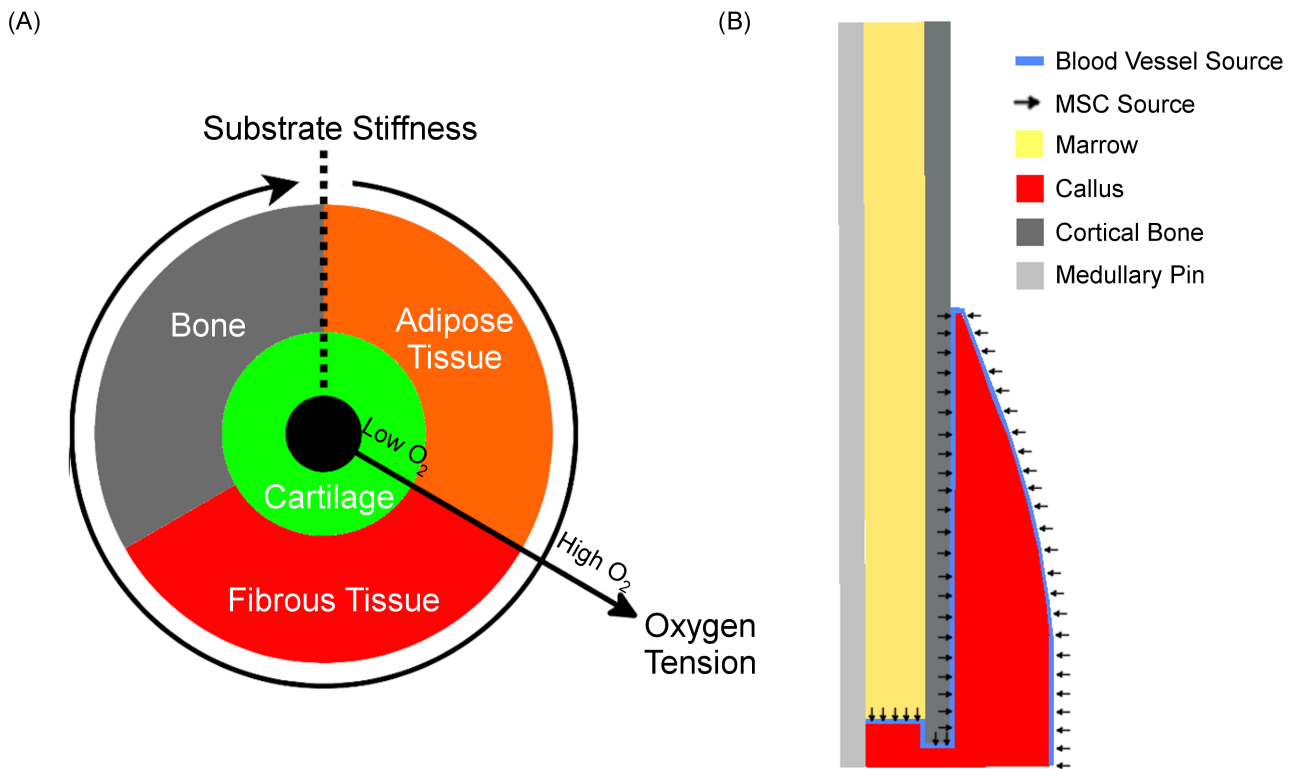 (A)
Substrate Stiffness
Bone
Adipose
Tissue
Low O2
Cartilage
High O2
Fibrous Tissue
Oxygen
Tension
(B)
Blood Vessel Source
MSC Source
Marrow
Callus
Cortical Bone
Medullary Pin